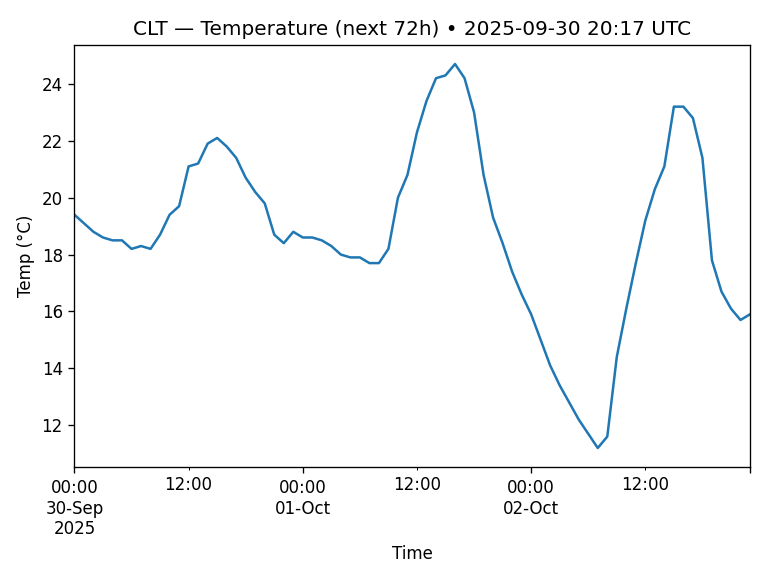 CLT — Temperature (next 72h) • 2025-09-30 20:17 UTC
Temp (°C)
24
22
20
18
16
14
12
00:00 12:00 00:00 12:00 00:00 12:00
30-Sep 01-Oct 02-Oct
2025
Time